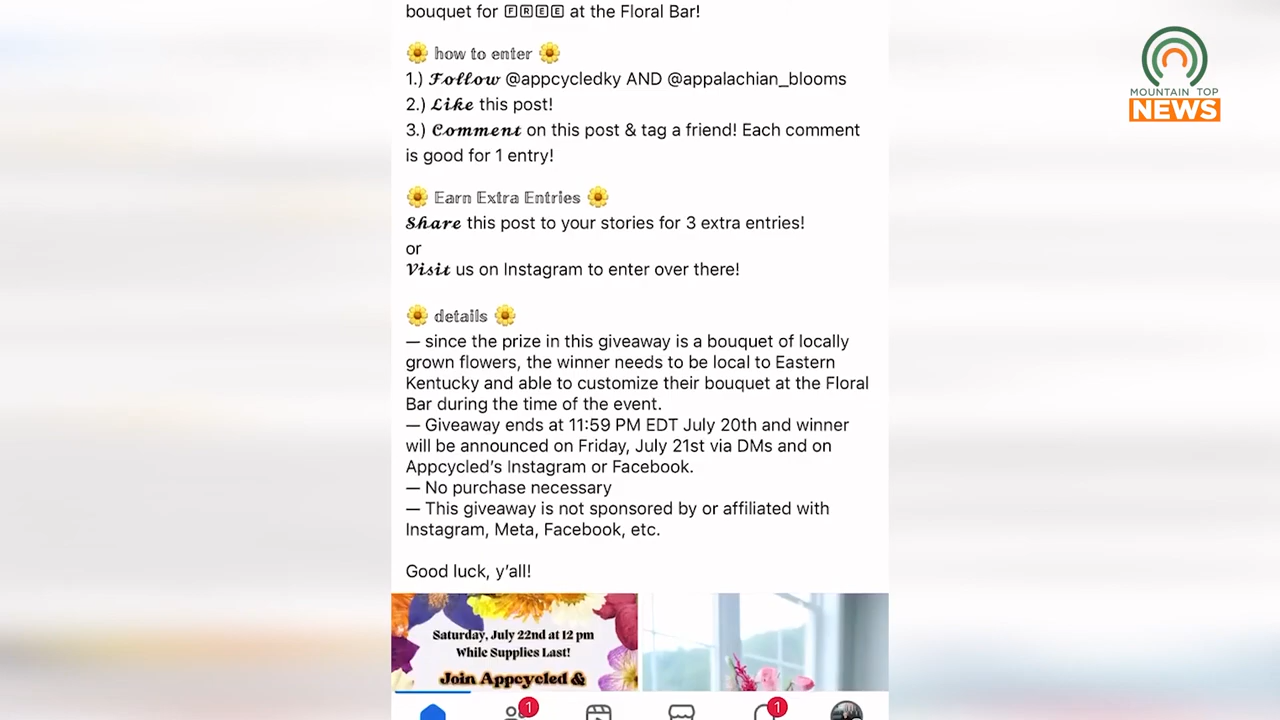 bouquet for 🄵🅁🄴🄴 at the Floral Bar!
MOUNTAIN TOP
NEWS
🌼 𝕙𝕠𝕨 𝕥𝕠 𝕖𝕟𝕥𝕖𝕣 🌼
1.) 𝓕𝓸𝓵𝓵𝓸𝔀 @appcycledky AND @appalachian_blooms
2.) 𝓛𝓲𝓴𝓮 this post!
3.) 𝓒𝓸𝓶𝓶𝓮𝓷𝓽 on this post & tag a friend! Each comment
is good for 1 entry!
🌼 𝔼𝕒𝕣𝕟 𝔼𝕩𝕥𝕣𝕒 𝔼𝕟𝕥𝕣𝕚𝕖𝕤 🌼
𝓢𝓱𝓪𝓻𝓮 this post to your stories for 3 extra entries!
or
𝓥𝓲𝓼𝓲𝓽 us on Instagram to enter over there!
🌼 𝕕𝕖𝕥𝕒𝕚𝕝𝕤 🌼
— since the prize in this giveaway is a bouquet of locally
grown flowers, the winner needs to be local to Eastern
Kentucky and able to customize their bouquet at the Floral
Bar during the time of the event.
— Giveaway ends at 11:59 PM EDT July 20th and winner
will be announced on Friday, July 21st via DMs and on
Appcycled’s Instagram or Facebook.
— No purchase necessary
— This giveaway is not sponsored by or affiliated with
Instagram, Meta, Facebook, etc.
Good luck, y’all!
Saturday, July 22nd at 12 pm
While Supplies Last!
Join Appcycled &
1
1